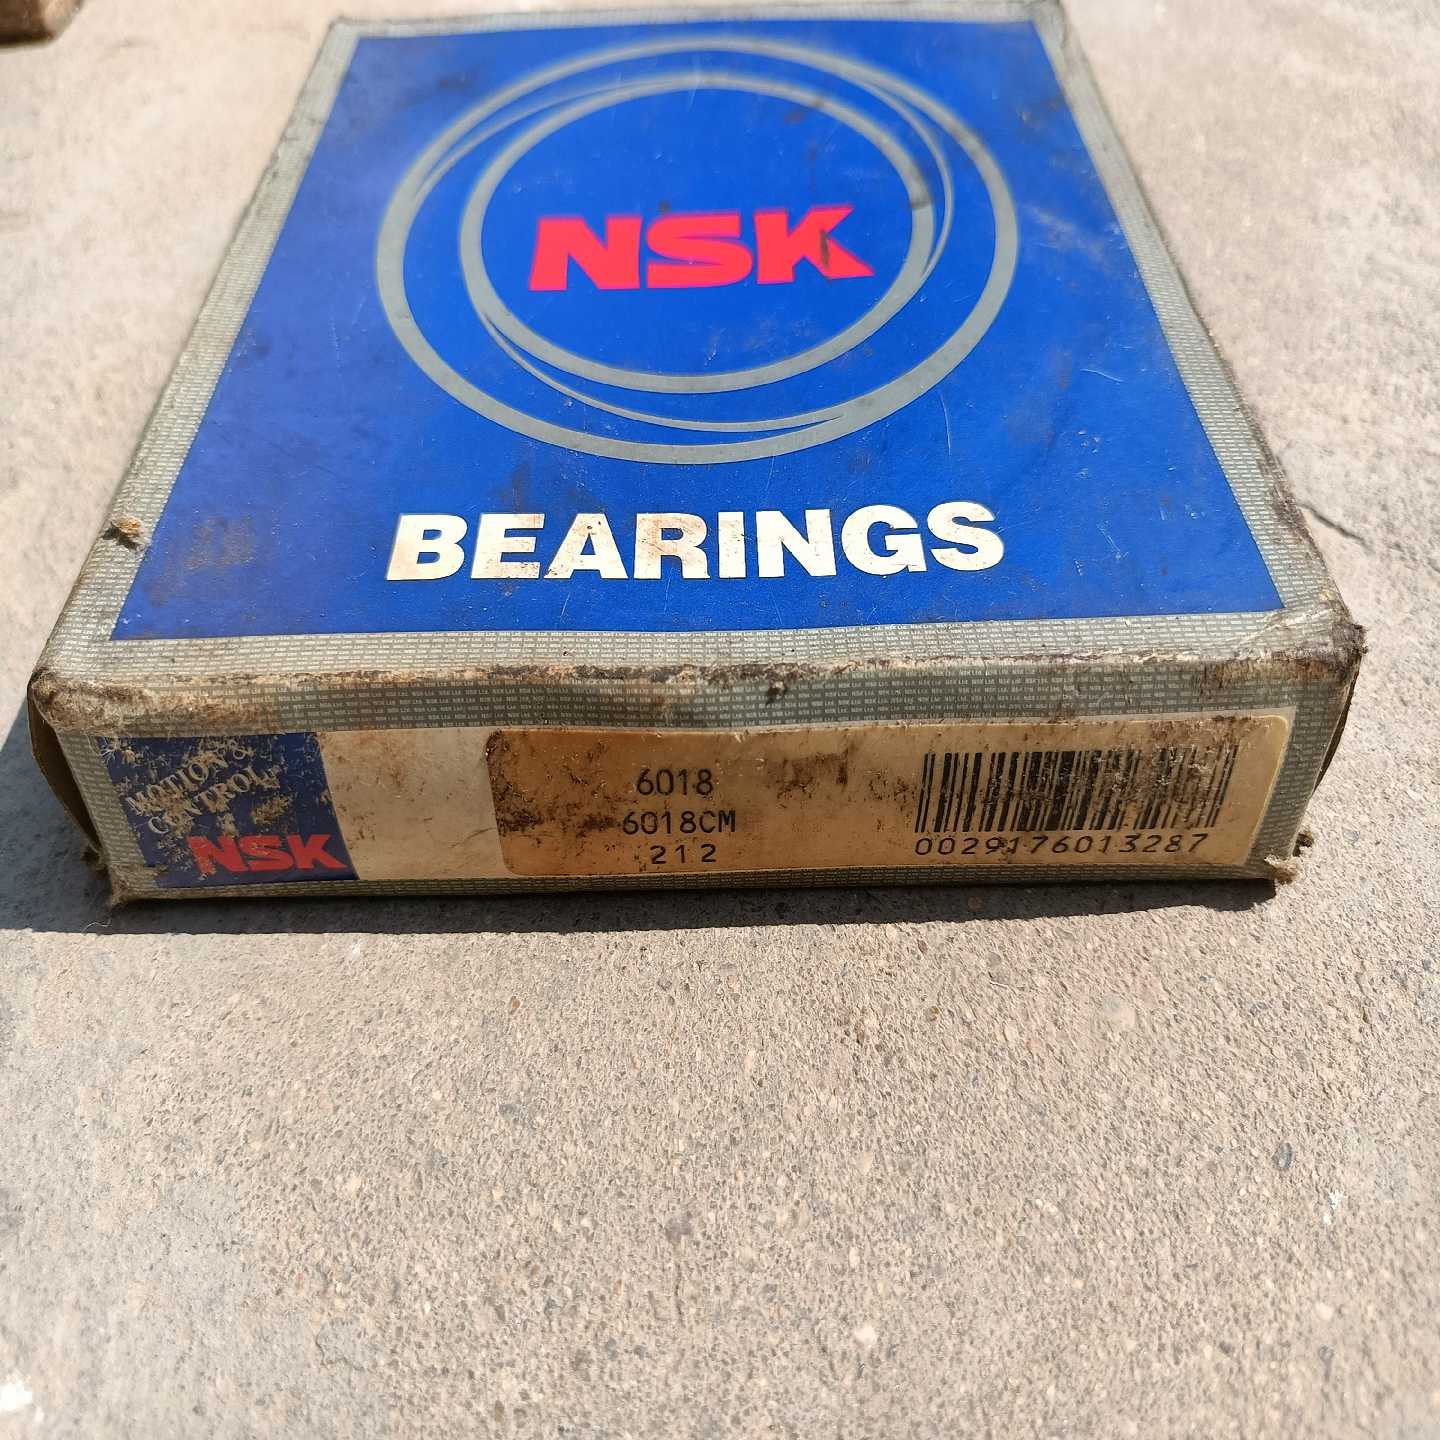 NSK
BEARINGS
MOTION &
CONTROL
NSK
6018
6018CM
212
0029176013287